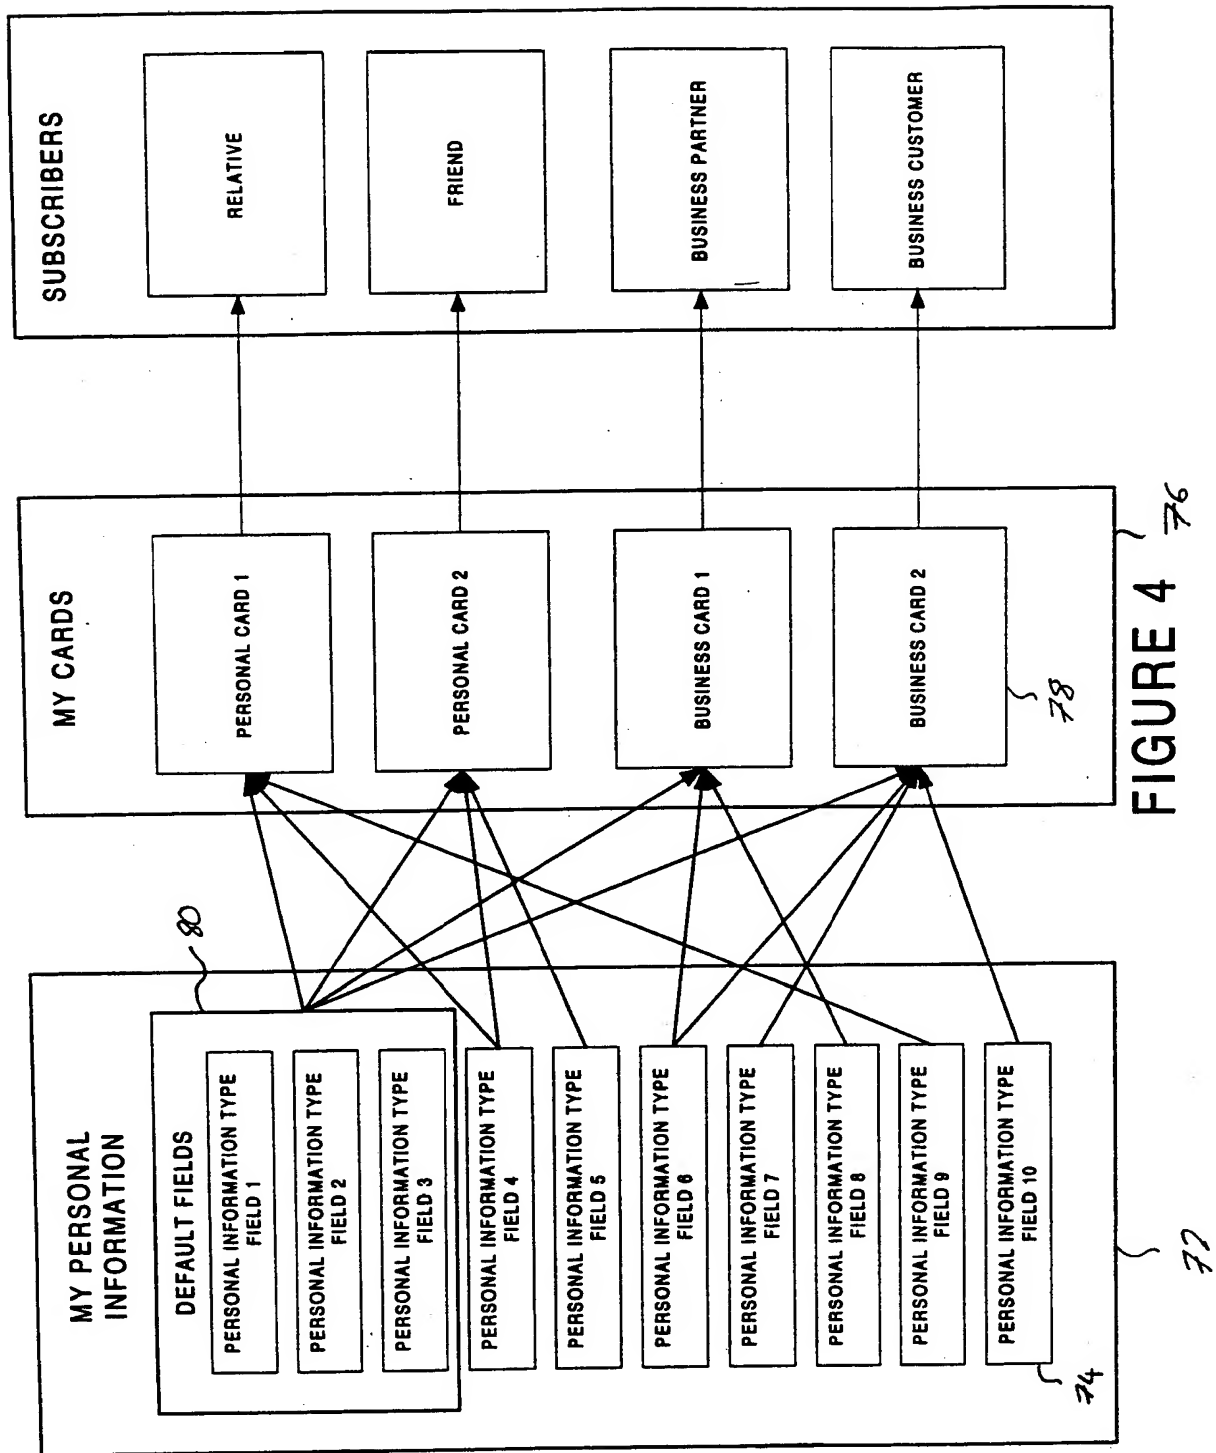 MY PERSONAL
INFORMATION
DEFAULT FIELDS
PERSONAL INFORMATION TYPE
FIELD 1
PERSONAL INFORMATION TYPE
FIELD 2
PERSONAL INFORMATION TYPE
FIELD 3
PERSONAL INFORMATION TYPE
FIELD 4
PERSONAL INFORMATION TYPE
FIELD 5
PERSONAL INFORMATION TYPE
FIELD 6
PERSONAL INFORMATION TYPE
FIELD 7
PERSONAL INFORMATION TYPE
FIELD 8
PERSONAL INFORMATION TYPE
FIELD 9
PERSONAL INFORMATION TYPE
FIELD 10
74
80
MY CARDS
PERSONAL CARD 1
PERSONAL CARD 2
BUSINESS CARD 1
BUSINESS CARD 2
78
76
SUBSCRIBERS
RELATIVE
FRIEND
BUSINESS PARTNER
BUSINESS CUSTOMER
FIGURE 4